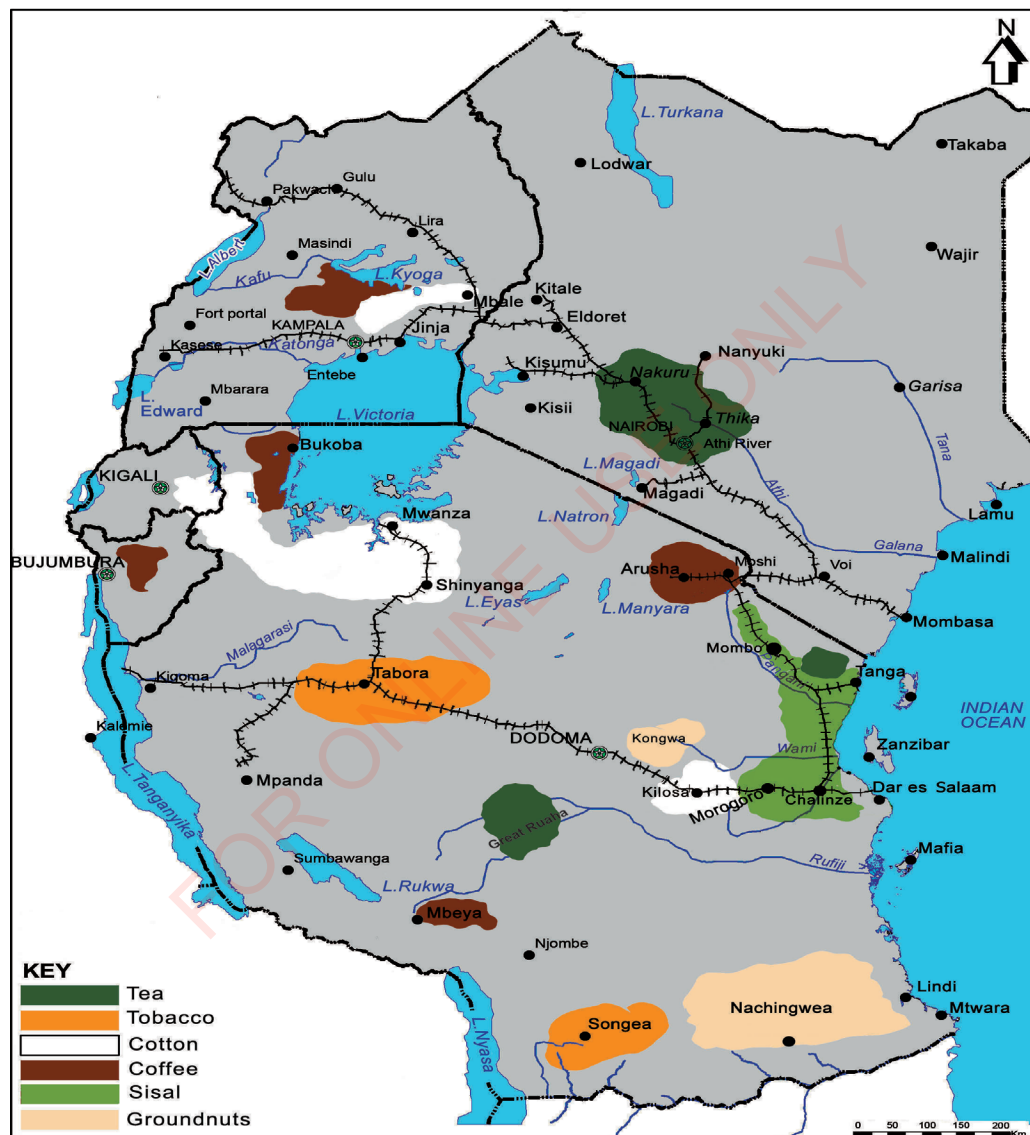 N
L.Turkana
Takaba
Lodwar
Gulu
Pakwach
Lira
Wajir
Masindi
L.Albert
Kafu
L.Kyoga
Mbale
Kitale
Fort portal
KAMPALA
Jinja
Eldoret
Katonga
Kasese
Entebe
Kisumu
Nanyuki
Nakuru
Garisa
Mbarara
L.
Edward
L.Victoria
Kisii
Thika
NAIROBI
Athi River
Tana
Bukoba
L.Magadi
KIGALI
Magadi
Athi
Lamu
Mwanza
L.Natron
Galana
Malindi
BUJUMBURA
Arusha
Moshi
Voi
Shinyanga
L.Eyasi
L.Manyara
Mombasa
Malagarasi
Mombo
Pangani
Tanga
Kigoma
Tabora
INDIAN
OCEAN
Kalemie
DODOMA
Kongwa
Wami
Zanzibar
Mpanda
Kilosa
Morogoro
Chalinze
Dar es Salaam
L.Tanganyika
Great Ruaha
Sumbawanga
Rufiji
Mafia
L.Rukwa
Mbeya
Njombe
Lindi
Nachingwea
Mtwara
Songea
L.Nyasa
KEY
Tea
Tobacco
Cotton
Coffee
Sisal
Groundnuts
0 50 100 150 200
Km
FOR ONLINE USE ONLY